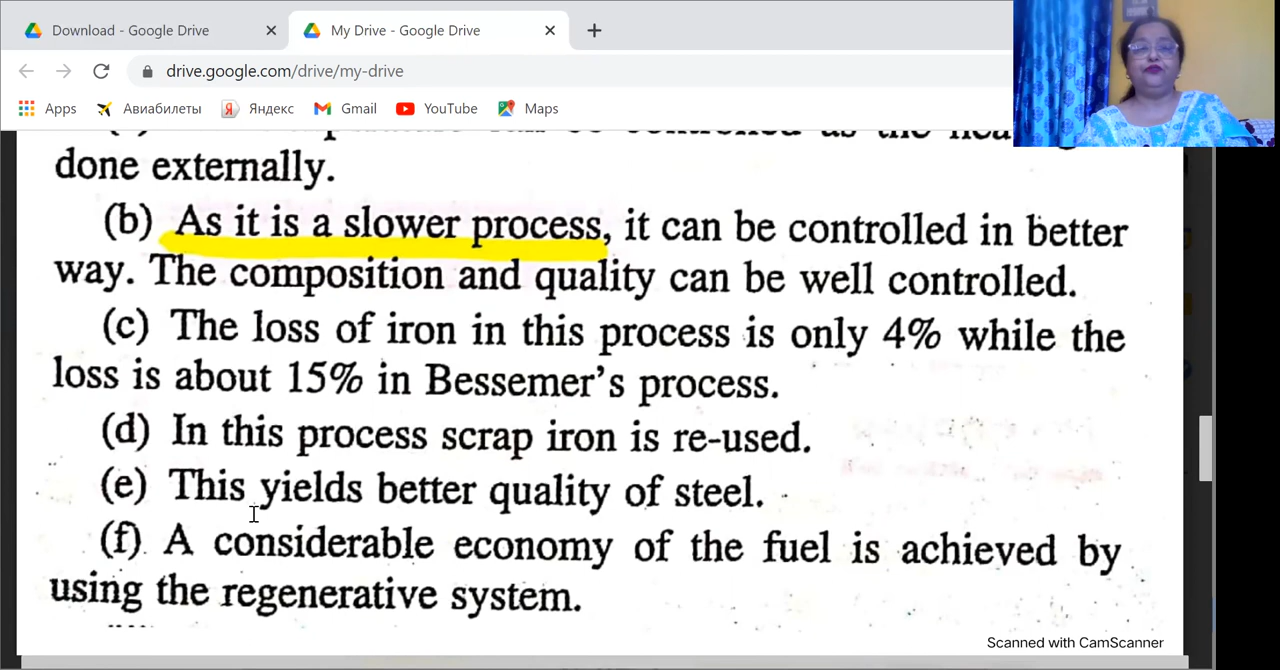 Download - Google Drive
My Drive - Google Drive
drive.google.com/drive/my-drive
Apps Авиабилеты Яндекс Gmail YouTube Maps
done externally.
(b) As it is a slower process, it can be controlled in better
way. The composition and quality can be well controlled.
(c) The loss of iron in this process is only 4% while the
loss is about 15% in Bessemer's process.
(d) In this process scrap iron is re-used.
(e) This yields better quality of steel.
(f) A considerable economy of the fuel is achieved by
using the regenerative system.
Scanned with CamScanner